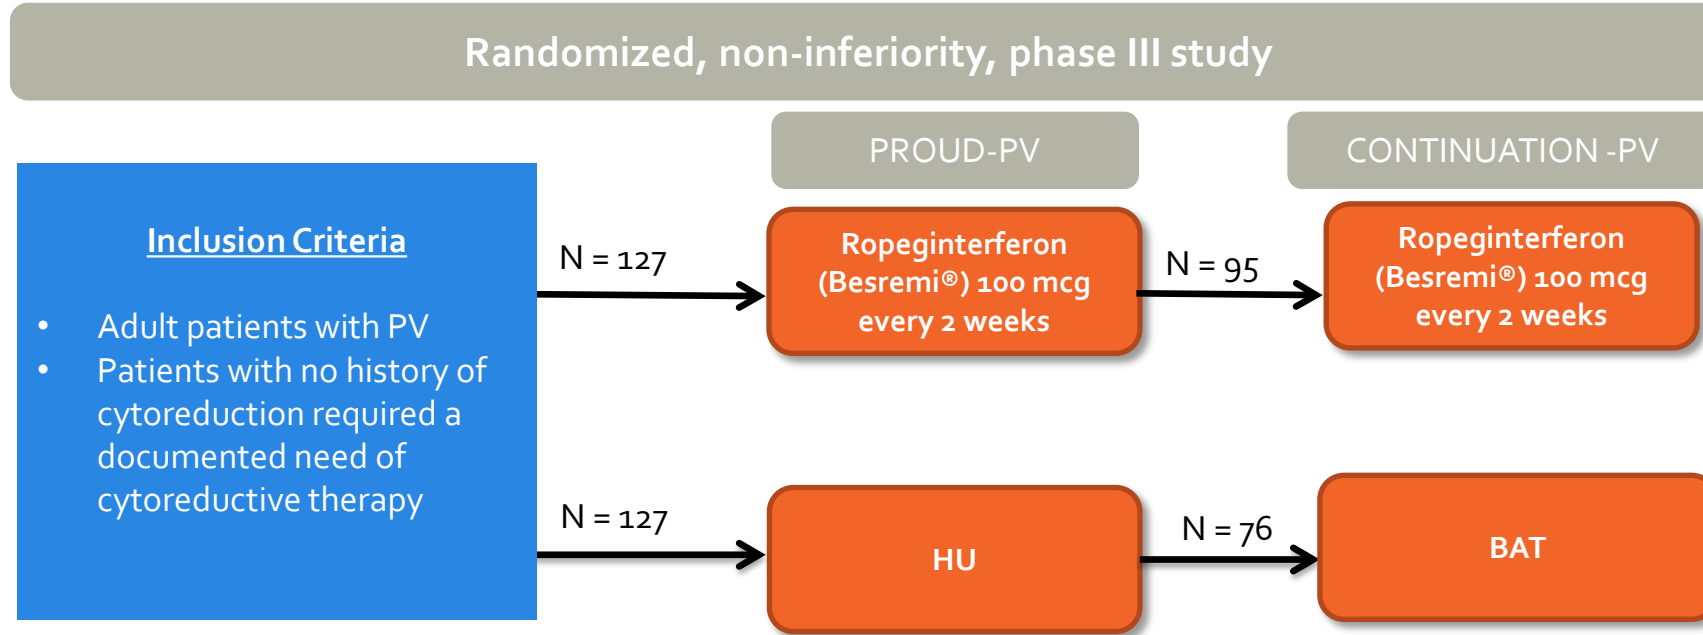 Randomized, non-inferiority, phase III study
PROUD-PV
CONTINUATION -PV
Inclusion Criteria
• Adult patients with PV
• Patients with no history of
cytoreduction required a
documented need of
cytoreductive therapy
N = 127
Ropeginterferon
(Besremi®) 100 mcg
every 2 weeks
N = 95
Ropeginterferon
(Besremi®) 100 mcg
every 2 weeks
N = 127
HU
N = 76
BAT